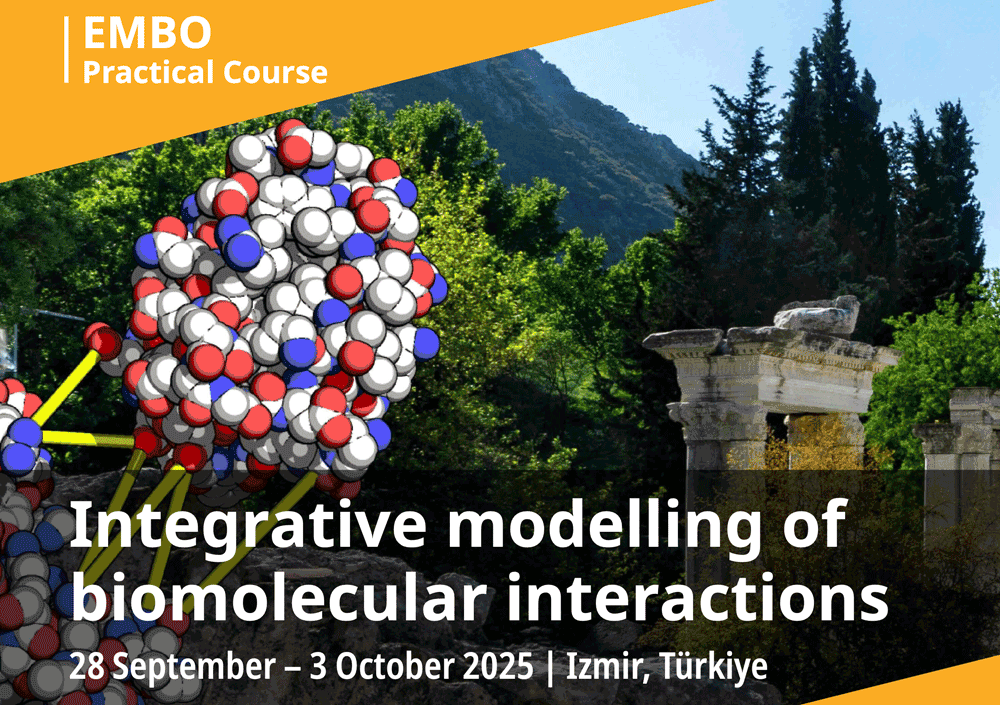 EMBO
Practical Course
Integrative modelling of
biomolecular interactions
28 September – 3 October 2025 | Izmir, Türkiye